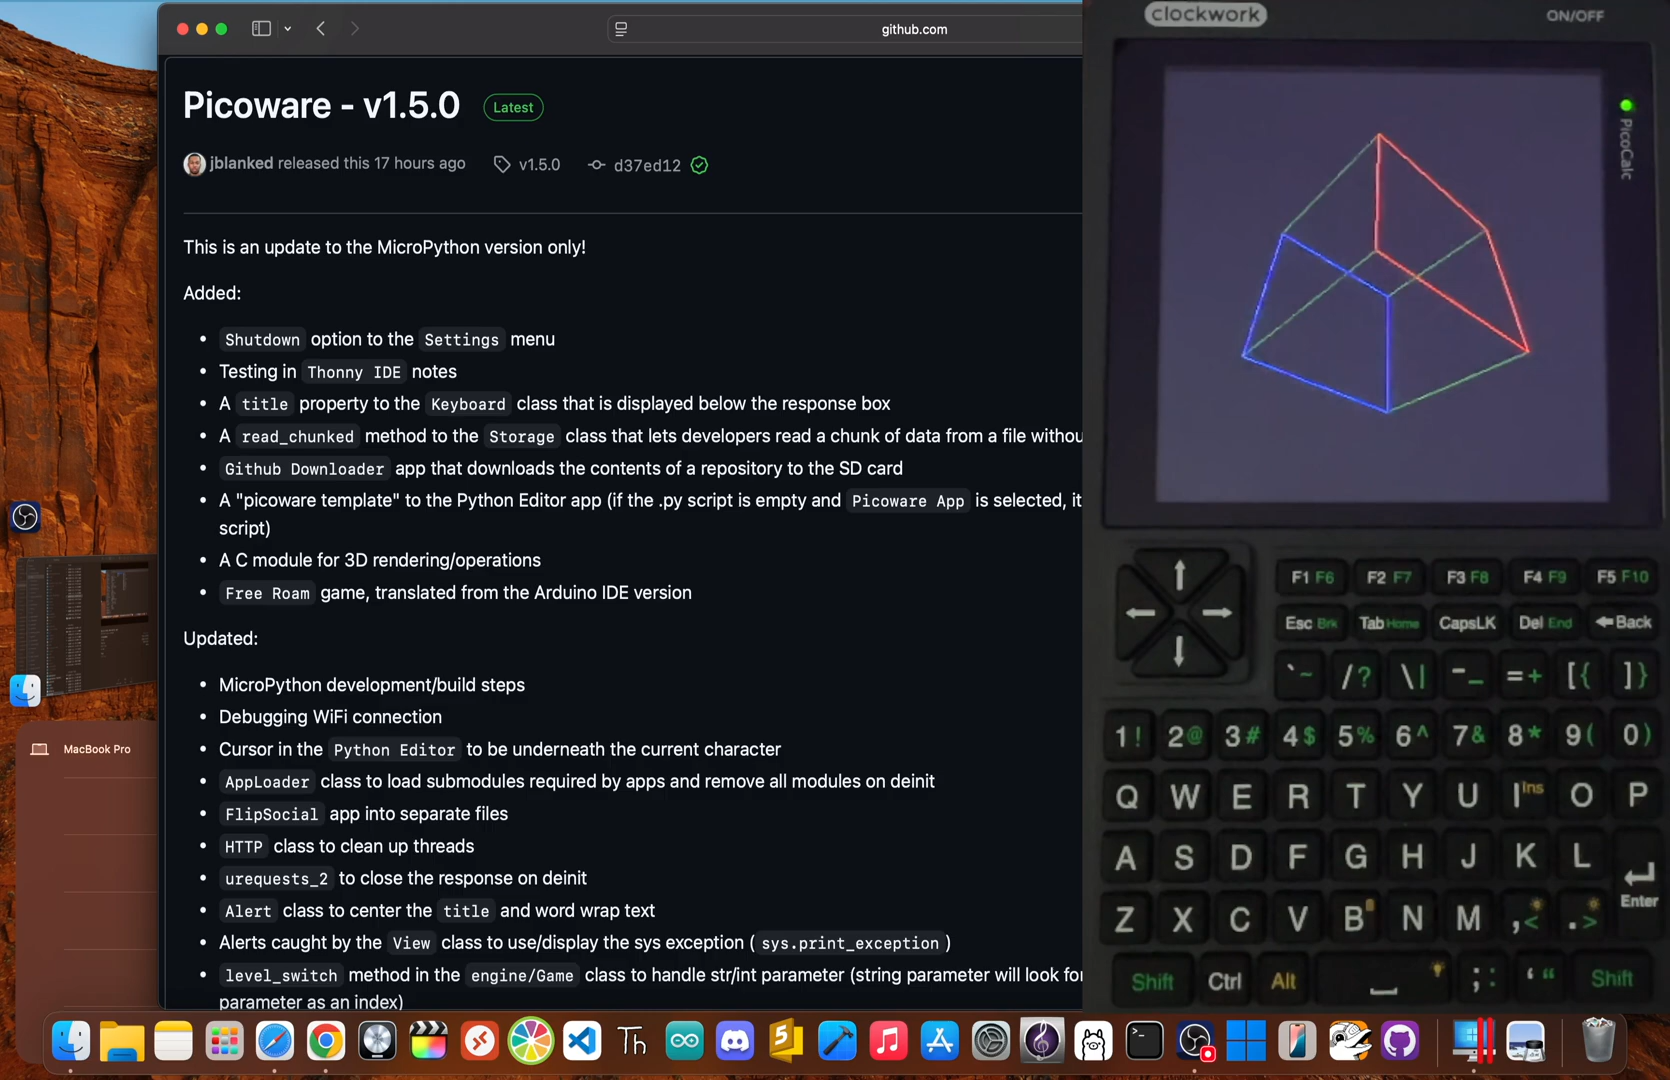 github.com
Picoware - v1.5.0 Latest
jblanked released this 17 hours ago v1.5.0 d37ed12
This is an update to the MicroPython version only!
Added:
• Shutdown option to the Settings menu
• Testing in Thonny IDE notes
• A title property to the Keyboard class that is displayed below the response box
• A read_chunked method to the Storage class that lets developers read a chunk of data from a file withou
• Github Downloader app that downloads the contents of a repository to the SD card
• A "picoware template" to the Python Editor app (if the .py script is empty and Picoware App is selected, it
script)
• A C module for 3D rendering/operations
• Free Roam game, translated from the Arduino IDE version
Updated:
• MicroPython development/build steps
• Debugging WiFi connection
• Cursor in the Python Editor to be underneath the current character
• AppLoader class to load submodules required by apps and remove all modules on deinit
• FlipSocial app into separate files
• HTTP class to clean up threads
• urequests_2 to close the response on deinit
• Alert class to center the title and word wrap text
• Alerts caught by the View class to use/display the sys exception ( sys.print_exception )
• level_switch method in the engine/Game class to handle str/int parameter (string parameter will look for
parameter as an index)
MacBook Pro
clockwork ON/OFF
PicoCalc
F1 F6 F2 F7 F3 F8 F4 F9 F5 F10
Esc Brk Tab Home CapsLK Del End Back
` ~ / ? \ | - _ = + [ { ] }
1 ! 2 @ 3 # 4 $ 5 % 6 ^ 7 & 8 * 9 ( 0 )
Q W E R T Y U I Ins O P
A S D F G H J K L
Enter
Z X C V B N M , < . >
Shift Ctrl Alt ; : ' " Shift
Th
5
>_